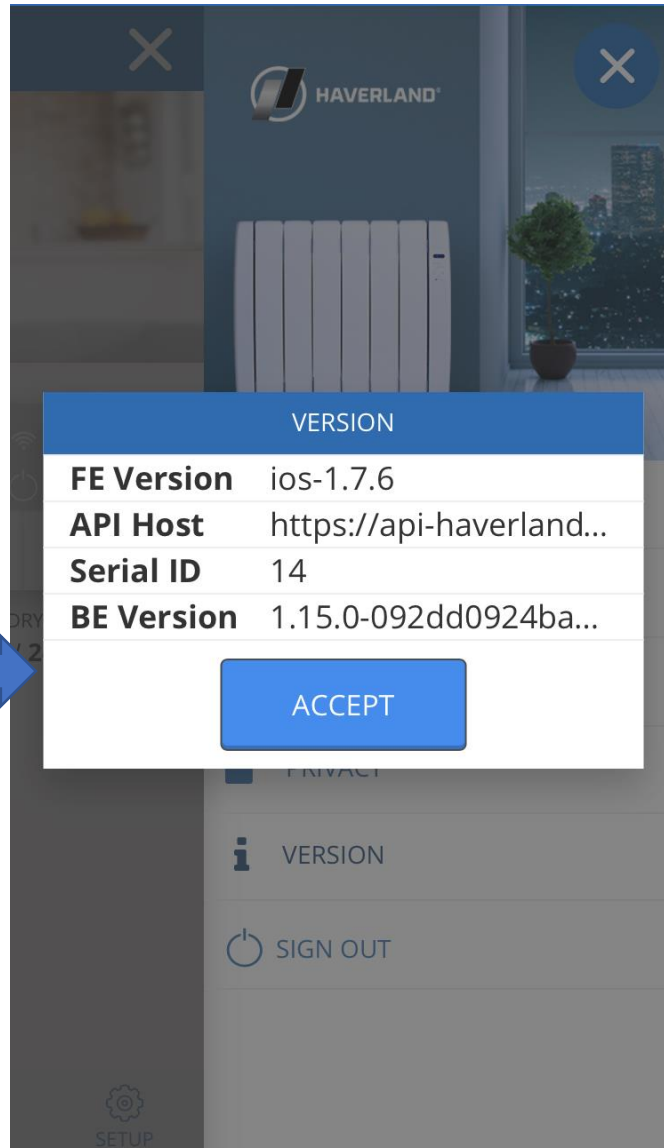 HAVERLAND®
VERSION
FE Version ios-1.7.6
API Host https://api-haverland...
Serial ID 14
BE Version 1.15.0-092dd0924ba...
ACCEPT
PRIVACY
VERSION
SIGN OUT
SETUP